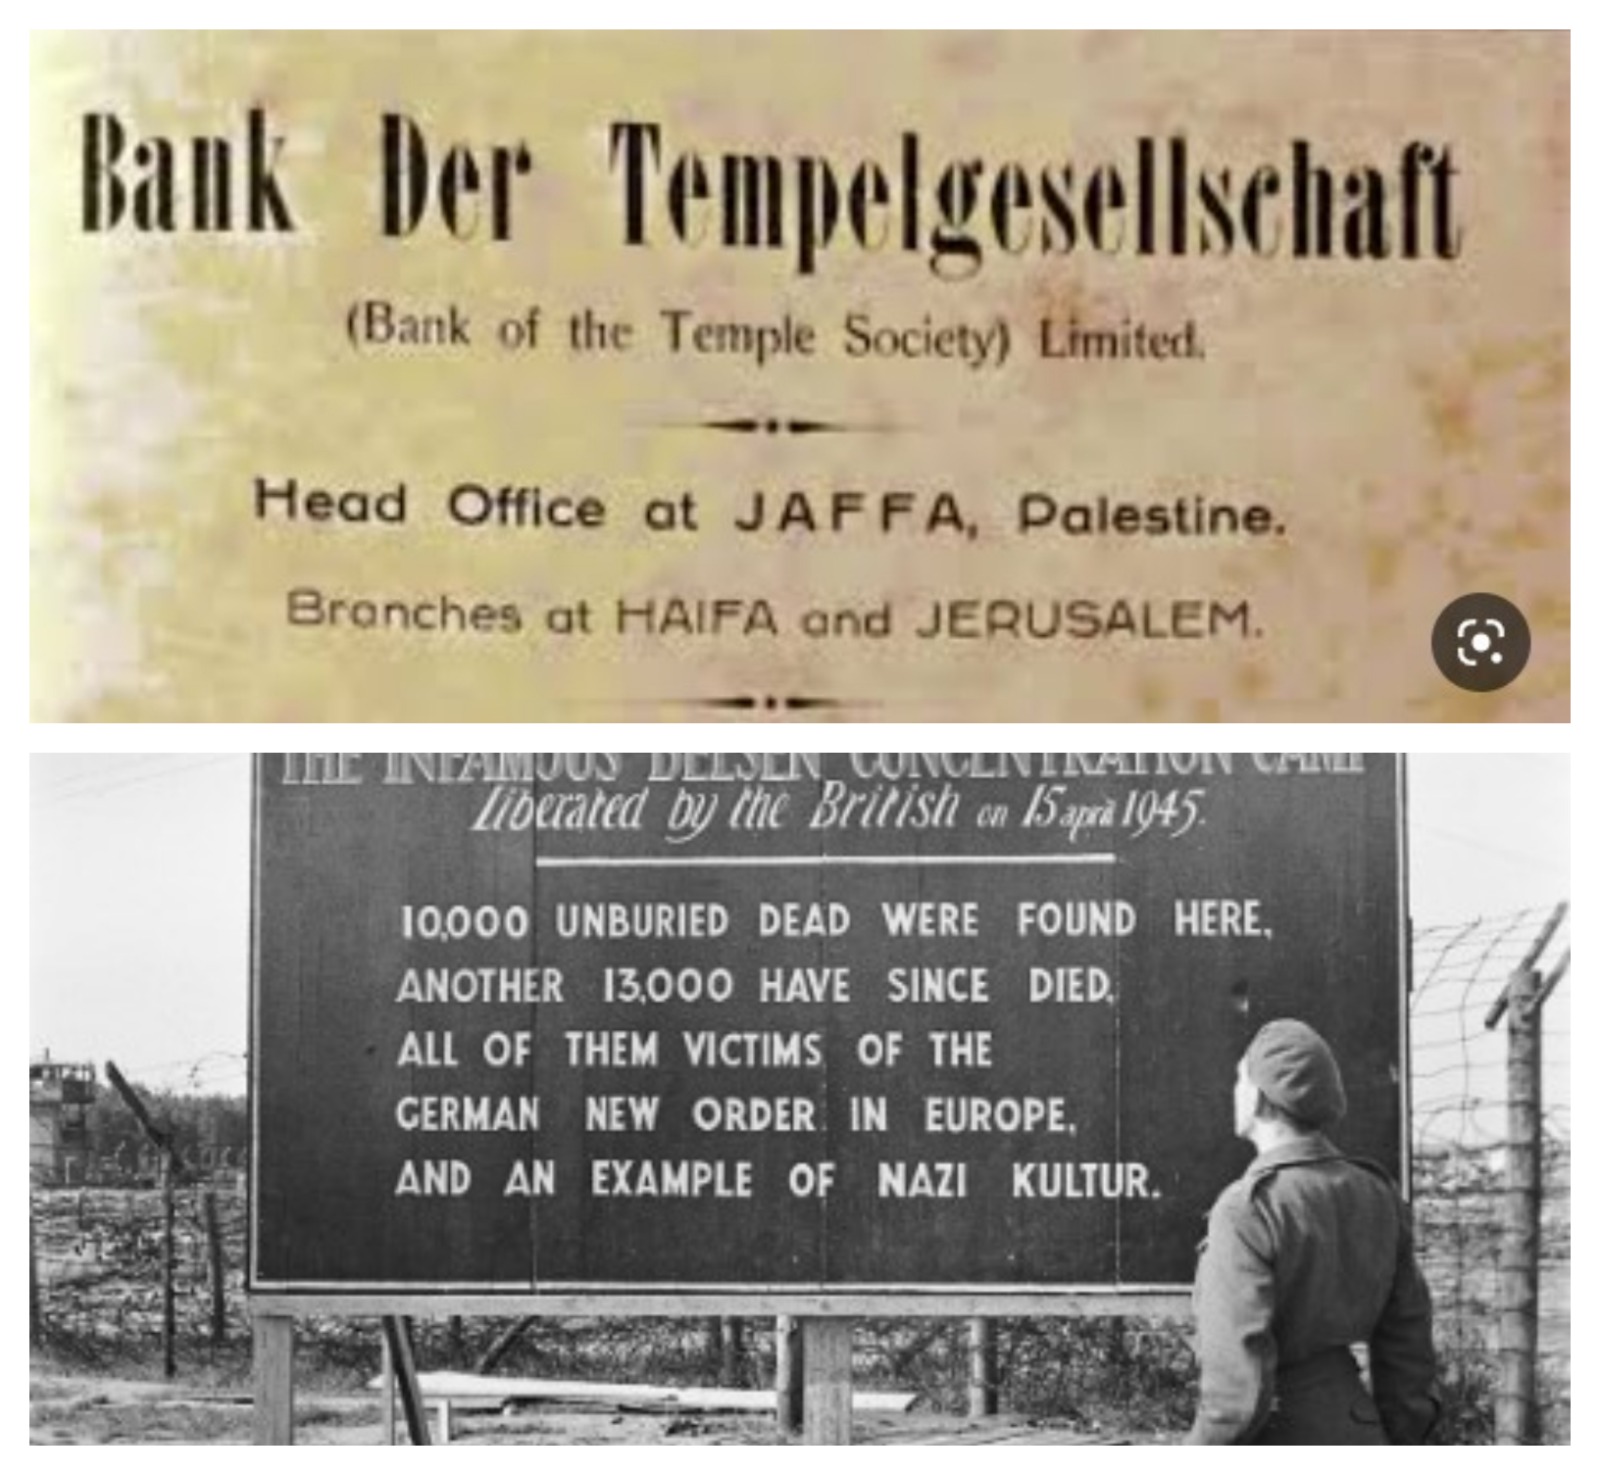 Bank Der Tempelgesellschaft
(Bank of the Temple Society) Limited.
Head Office at JAFFA, Palestine.
Branches at HAIFA and JERUSALEM.
THE INFAMOUS BELSEN CONCENTRATION CAMP
Liberated by the British on 15 april 1945.
10,000 UNBURIED DEAD WERE FOUND HERE,
ANOTHER 13,000 HAVE SINCE DIED,
ALL OF THEM VICTIMS OF THE
GERMAN NEW ORDER IN EUROPE,
AND AN EXAMPLE OF NAZI KULTUR.